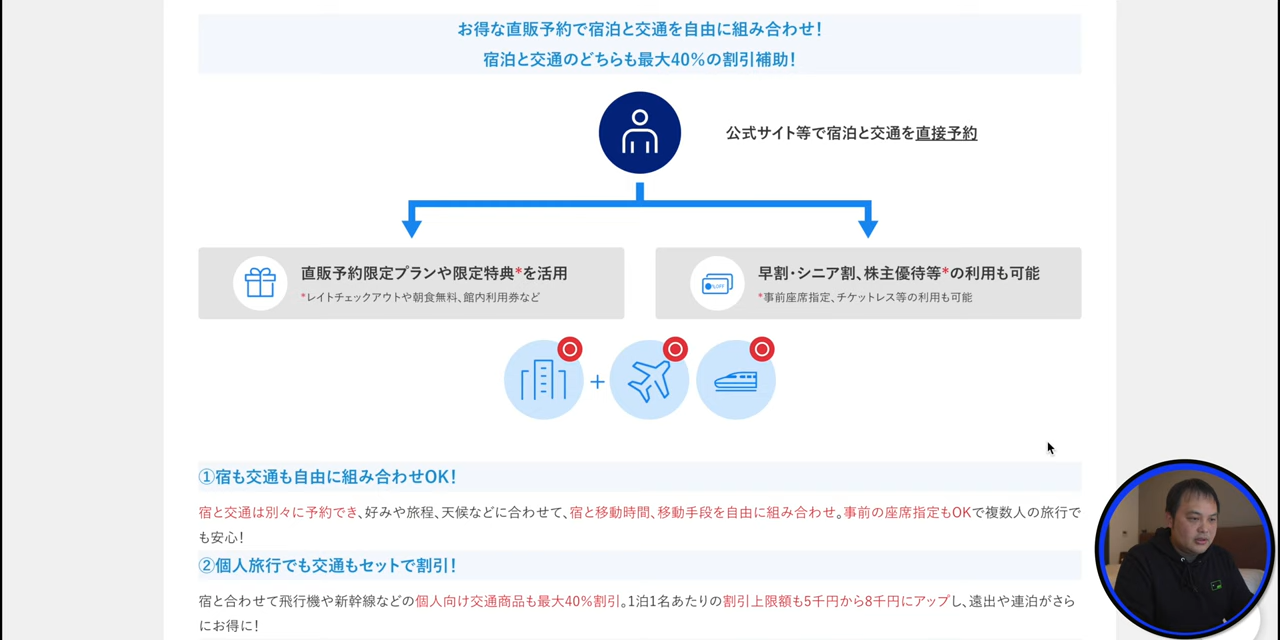 お得な直販予約で宿泊と交通を自由に組み合わせ！
宿泊と交通のどちらも最大40％の割引補助！
公式サイト等で宿泊と交通を直接予約
直販予約限定プランや限定特典*を活用
*レイトチェックアウトや朝食無料、館内利用券など
早割・シニア割、株主優待等*の利用も可能
*事前座席指定、チケットレス等の利用も可能
①宿も交通も自由に組み合わせOK！
宿と交通は別々に予約でき、好みや旅程、天候などに合わせて、宿と移動時間、移動手段を自由に組み合わせ。事前の座席指定もOKで複数人の旅行で
も安心！
②個人旅行でも交通もセットで割引！
宿と合わせて飛行機や新幹線などの個人向け交通商品も最大40％割引。1泊1名あたりの割引上限額も5千円から8千円にアップし、遠出や連泊がさら
にお得に！